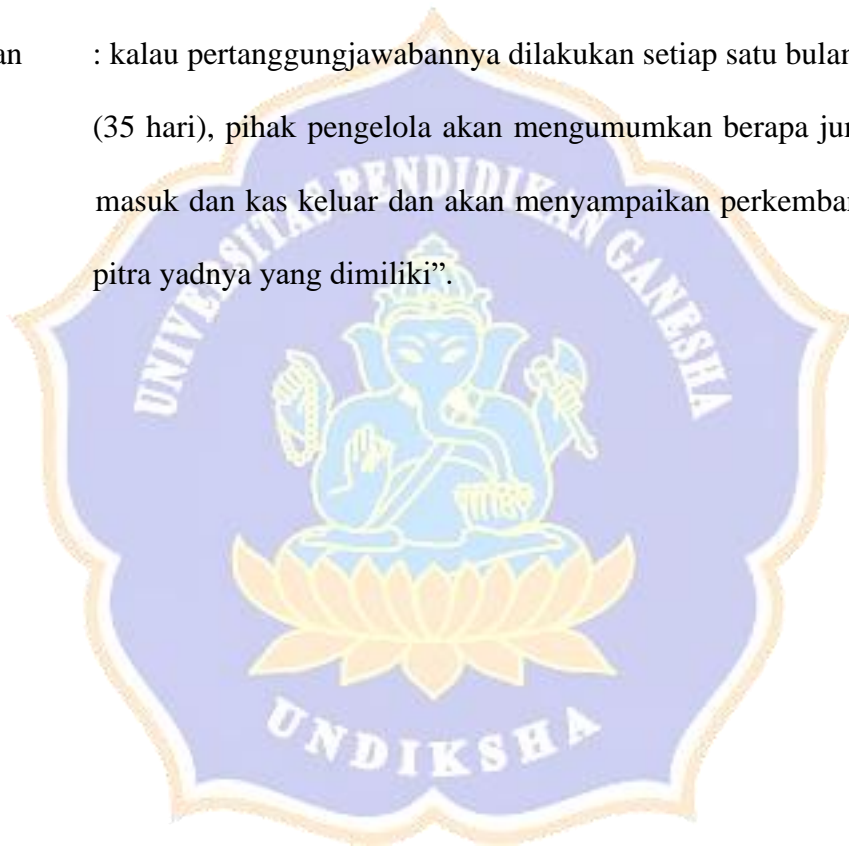 an : kalau pertanggungjawabannya dilakukan setiap satu bulan
(35 hari), pihak pengelola akan mengumumkan berapa jum
masuk dan kas keluar dan akan menyampaikan perkemban
pitra yadnya yang dimiliki”.
UNIVERSITAS PENDIDIKAN GANESHA
UNDIKSHA